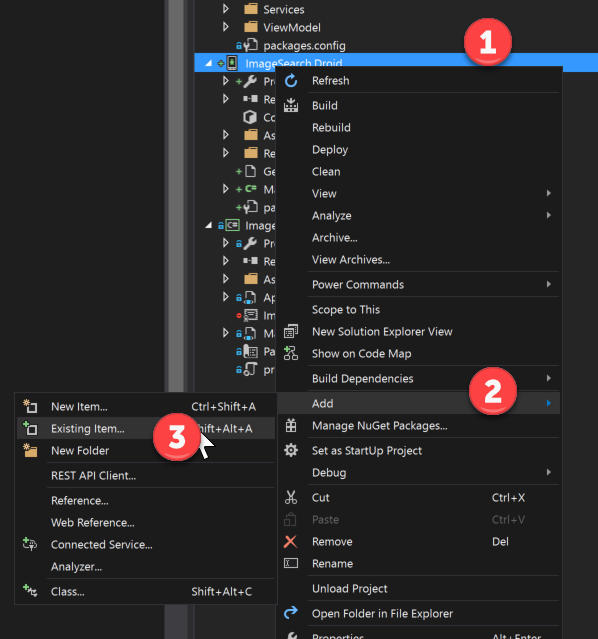 Services
ViewModel
packages.config
1
ImageSearch.Droid
Refresh
Build
Rebuild
Deploy
Clean
View
Analyze
Archive...
View Archives...
Power Commands
Scope to This
New Solution Explorer View
Show on Code Map
Build Dependencies
Add
2
Manage NuGet Packages...
Set as StartUp Project
Debug
Cut Ctrl+X
Paste Ctrl+V
Remove Del
Rename
Unload Project
Open Folder in File Explorer
Properties Alt+Enter
Pro
Re
Co
As
Re
Ge
C# Ma
pa
C# Image
Pro
Re
As
Ap
Im
Ma
Pa
pr
New Item... Ctrl+Shift+A
Existing Item... 3 Shift+Alt+A
New Folder
REST API Client...
Reference...
Web Reference...
Connected Service...
Analyzer...
Class... Shift+Alt+C